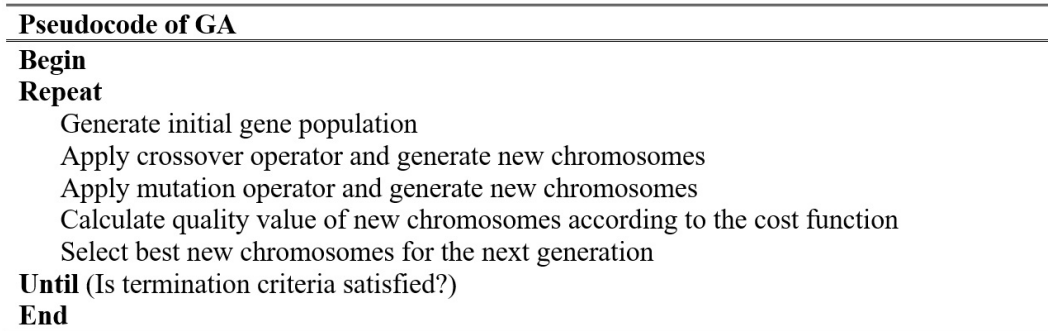 Pseudocode of GA
Begin
Repeat
Generate initial gene population
Apply crossover operator and generate new chromosomes
Apply mutation operator and generate new chromosomes
Calculate quality value of new chromosomes according to the cost function
Select best new chromosomes for the next generation
Until (Is termination criteria satisfied?)
End